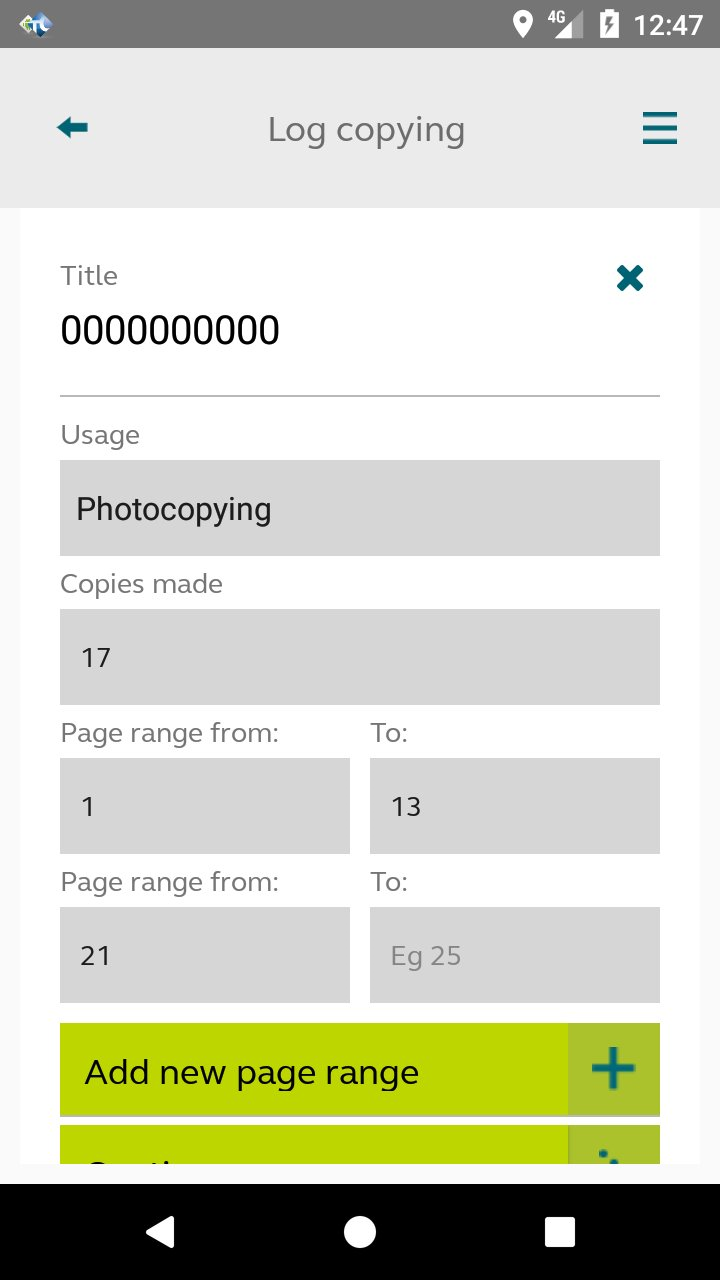 4G 12:47
Log copying
Title
0000000000
Usage
Photocopying
Copies made
17
Page range from: To:
1 13
Page range from: To:
21 Eg 25
Add new page range